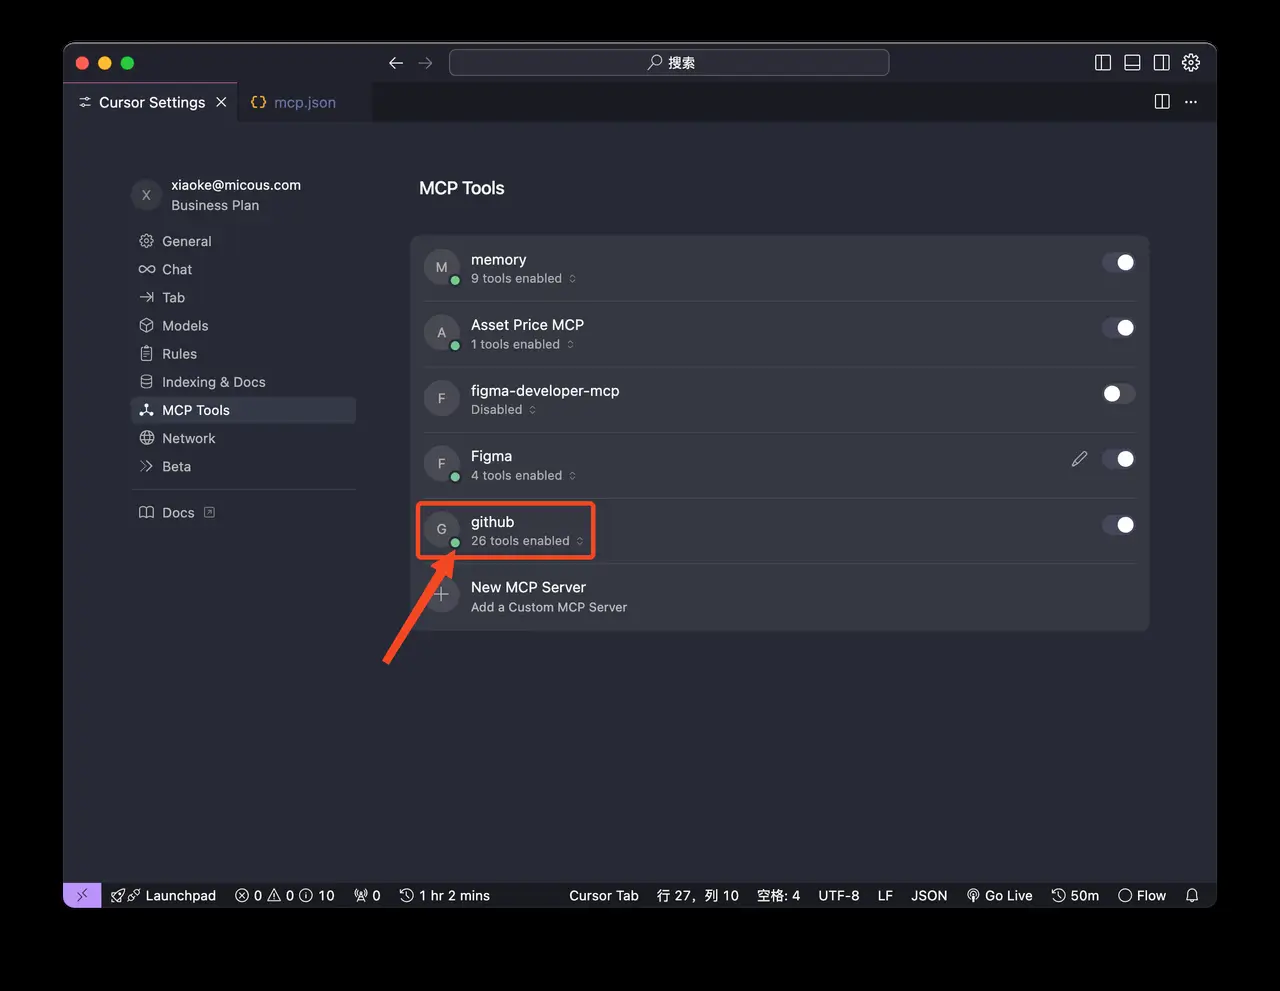 搜索
Cursor Settings
mcp.json
X
xiaoke@micous.com
Business Plan
General
Chat
Tab
Models
Rules
Indexing & Docs
MCP Tools
Network
Beta
Docs
MCP Tools
M
memory
9 tools enabled
A
Asset Price MCP
1 tools enabled
F
figma-developer-mcp
Disabled
F
Figma
4 tools enabled
G
github
26 tools enabled
New MCP Server
Add a Custom MCP Server
Launchpad 0 0 10 0 1 hr 2 mins Cursor Tab 行 27，列 10 空格: 4 UTF-8 LF JSON Go Live 50m Flow